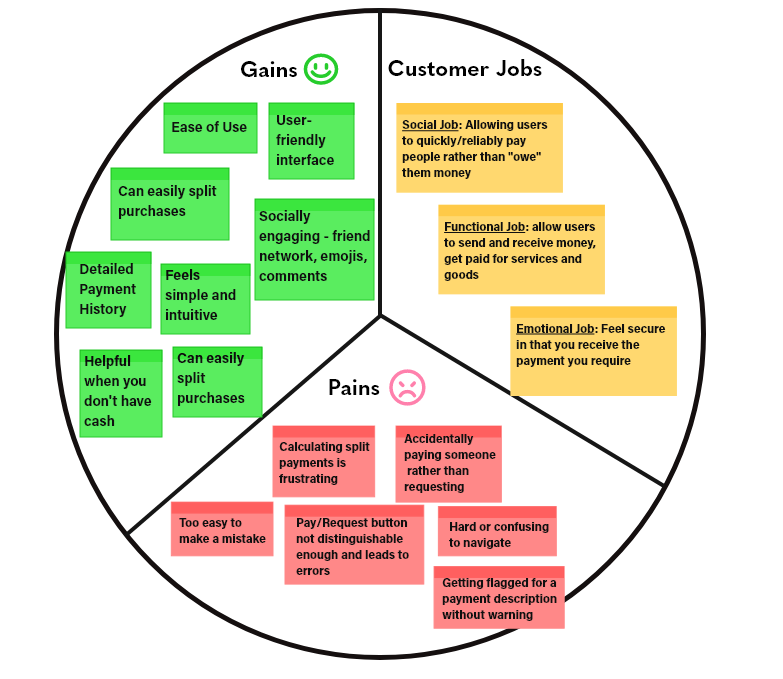 Gains
Ease of Use
User-
friendly
interface
Can easily split
purchases
Socially
engaging - friend
network, emojis,
comments
Detailed
Payment
History
Feels
simple and
intuitive
Helpful
when you
don't have
cash
Can easily
split
purchases
Customer Jobs
Social Job: Allowing users
to quickly/reliably pay
people rather than "owe"
them money
Functional Job: allow users
to send and receive money,
get paid for services and
goods
Emotional Job: Feel secure
in that you receive the
payment you require
Pains
Calculating split
payments is
frustrating
Accidentally
paying someone
rather than
requesting
Too easy to
make a mistake
Pay/Request button
not distinguishable
enough and leads to
errors
Hard or confusing
to navigate
Getting flagged for a
payment description
without warning